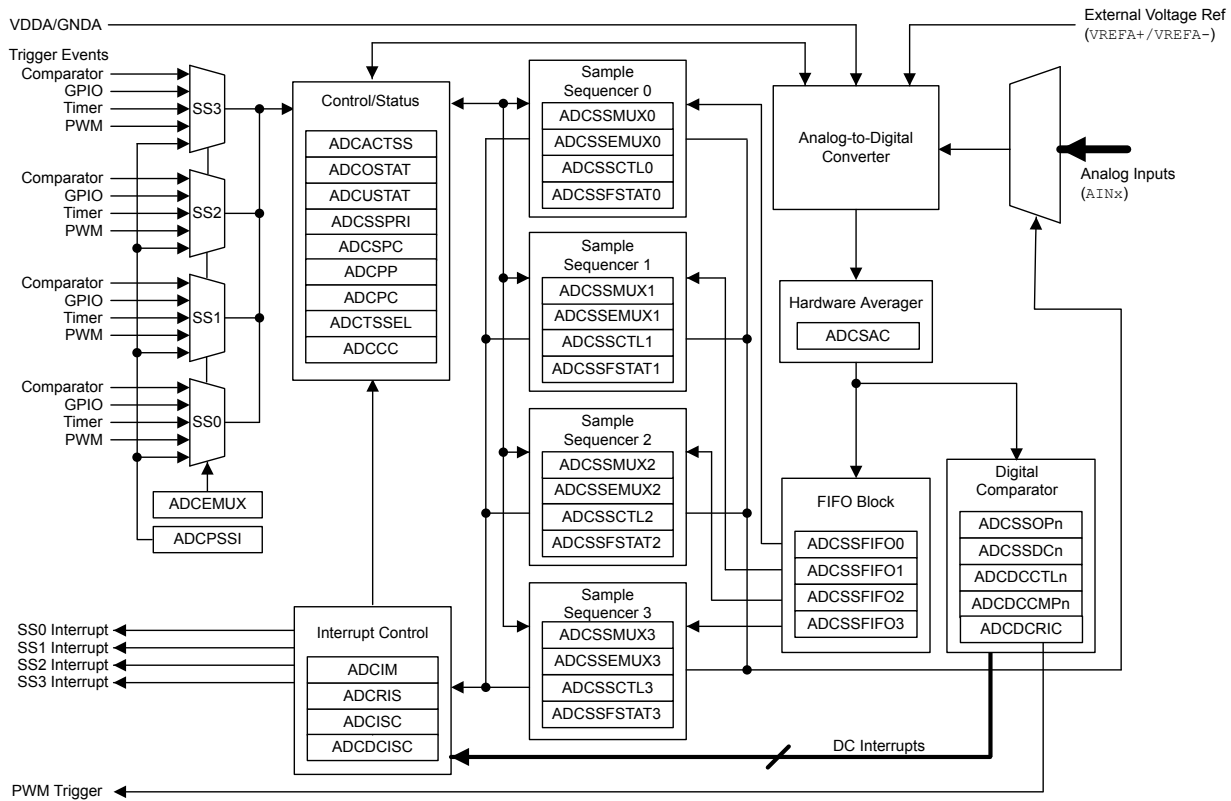 VDDA/GNDA
External Voltage Ref
(VREFA+/VREFA-)
Trigger Events
Comparator
GPIO
Timer
PWM
SS3
Comparator
GPIO
Timer
PWM
SS2
Comparator
GPIO
Timer
PWM
SS1
Comparator
GPIO
Timer
PWM
SS0
ADCEMUX
ADCPSSI
Control/Status
ADCACTSS
ADCOSTAT
ADCUSTAT
ADCSSPRI
ADCSPC
ADCPP
ADCPC
ADCTSSEL
ADCCC
Sample
Sequencer 0
ADCSSMUX0
ADCSSEMUX0
ADCSSCTL0
ADCSSFSTAT0
Sample
Sequencer 1
ADCSSMUX1
ADCSSEMUX1
ADCSSCTL1
ADCSSFSTAT1
Sample
Sequencer 2
ADCSSMUX2
ADCSSEMUX2
ADCSSCTL2
ADCSSFSTAT2
Sample
Sequencer 3
ADCSSMUX3
ADCSSEMUX3
ADCSSCTL3
ADCSSFSTAT3
Analog-to-Digital
Converter
Analog Inputs
(AINx)
Hardware Averager
ADCSAC
FIFO Block
ADCSSFIFO0
ADCSSFIFO1
ADCSSFIFO2
ADCSSFIFO3
Digital
Comparator
ADCSSOPn
ADCSSDCn
ADCDCCTLn
ADCDCCMPn
ADCDCRIC
SS0 Interrupt
SS1 Interrupt
SS2 Interrupt
SS3 Interrupt
Interrupt Control
ADCIM
ADCRIS
ADCISC
ADCDCISC
DC Interrupts
PWM Trigger